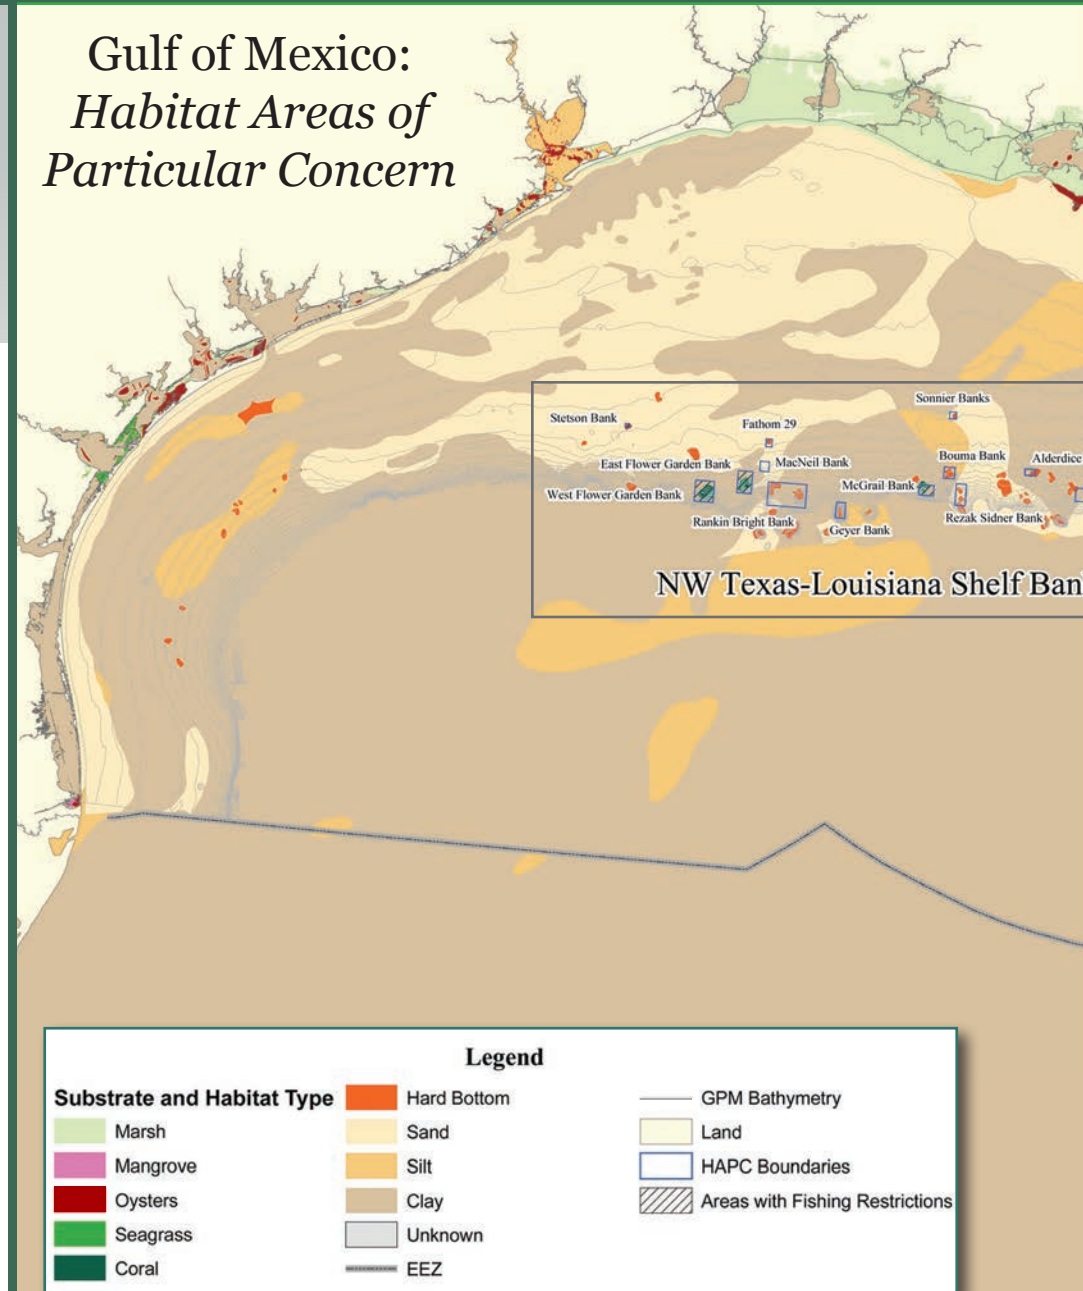 Gulf of Mexico:
Habitat Areas of
Particular Concern
Sonnier Banks
Stetson Bank
Fathom 29
East Flower Garden Bank
MacNeil Bank
Bouma Bank
Alderdice
West Flower Garden Bank
McGrail Bank
Rankin Bright Bank
Geyer Bank
Rezak Sidner Bank
NW Texas-Louisiana Shelf Ban
Legend
Substrate and Habitat Type
Marsh
Mangrove
Oysters
Seagrass
Coral
Hard Bottom
Sand
Silt
Clay
Unknown
EEZ
GPM Bathymetry
Land
HAPC Boundaries
Areas with Fishing Restrictions